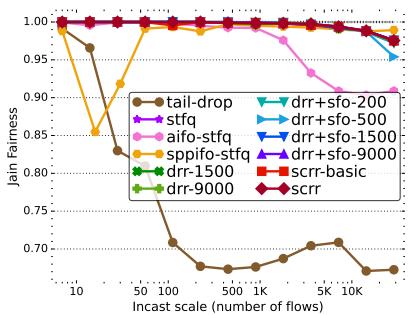 1.00
0.95
0.90
0.85
0.80
0.75
0.70
Jain Fairness
tail-drop
stfq
aifo-stfq
sppifo-stfq
drr-1500
drr-9000
drr+sfo-200
drr+sfo-500
drr+sfo-1500
drr+sfo-9000
scrr-basic
scrr
10 50 100 500 1K 5K 10K
Incast scale (number of flows)